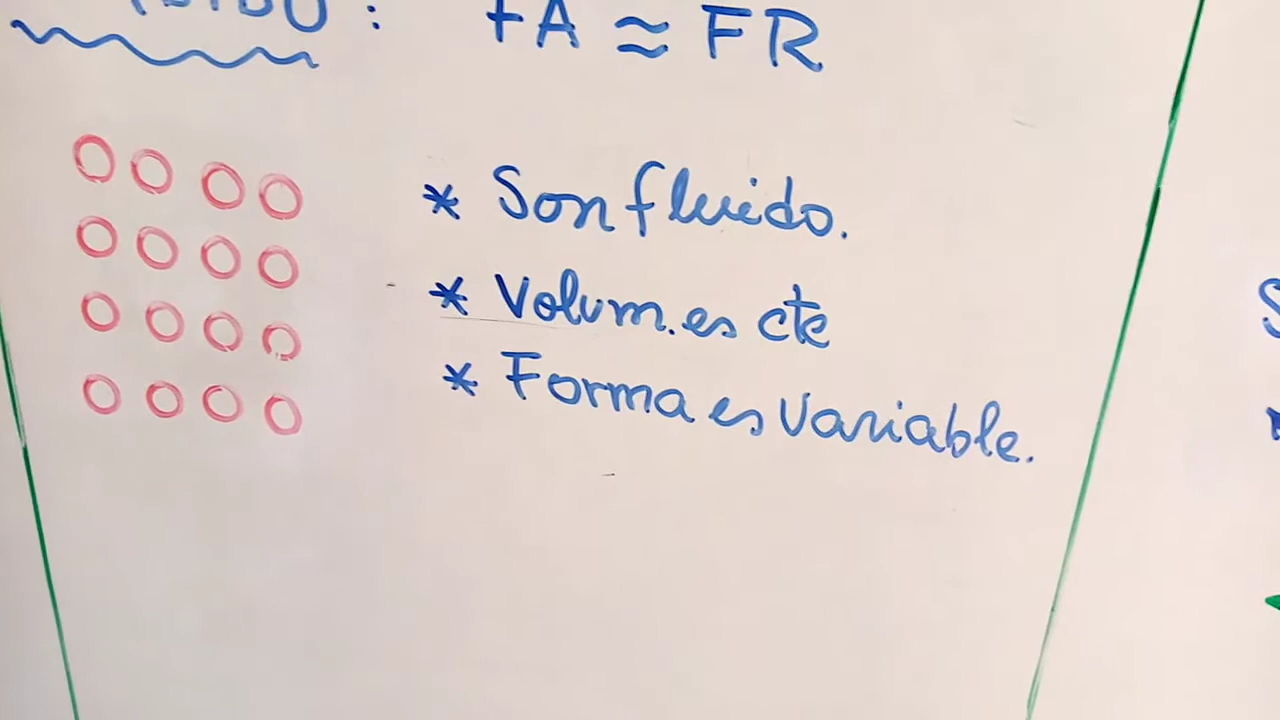 : FA ≈ FR
* Son fluido.
* Volum. es cte
* Forma es Variable.